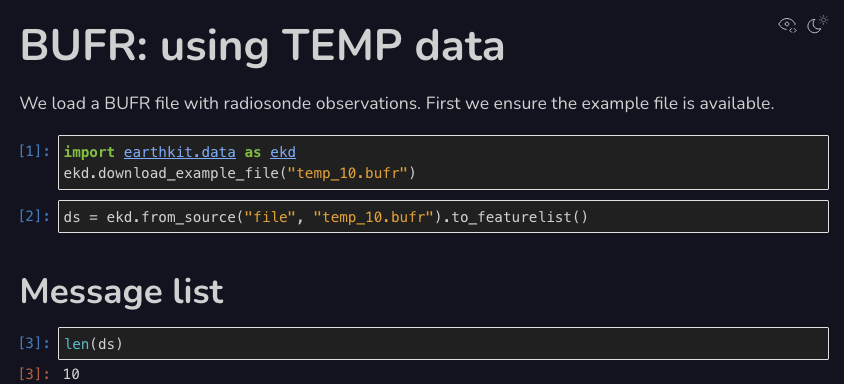 BUFR: using TEMP data
We load a BUFR file with radiosonde observations. First we ensure the example file is available.
[1]: import earthkit.data as ekd
ekd.download_example_file("temp_10.bufr")
[2]: ds = ekd.from_source("file", "temp_10.bufr").to_featurelist()
Message list
[3]: len(ds)
[3]: 10